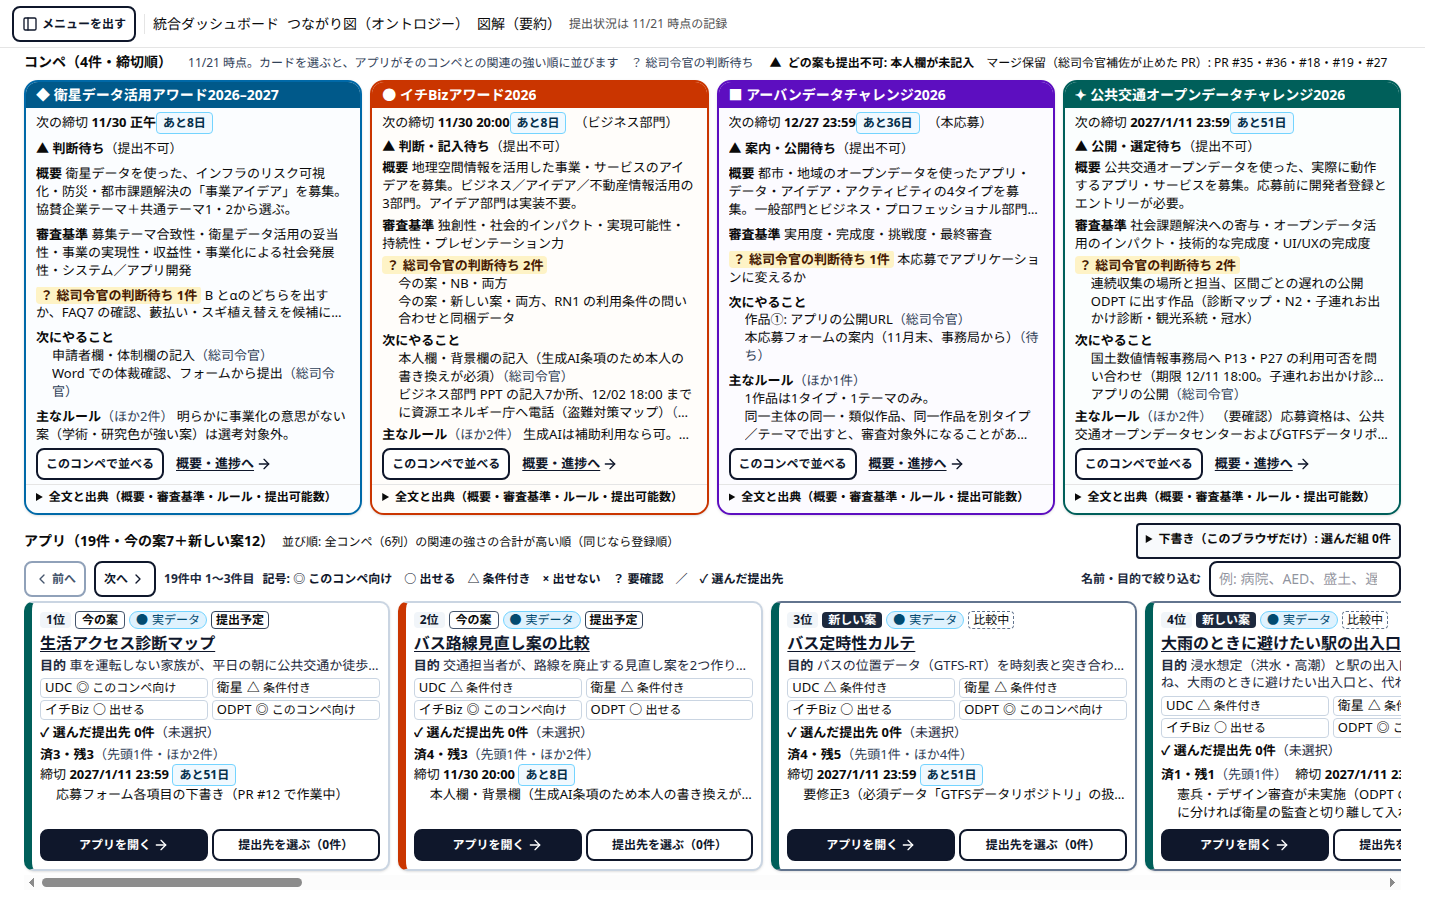 メニューを出す 統合ダッシュボード つながり図（オントロジー） 図解（要約） 提出状況は 11/21 時点の記録
コンペ（4件・締切順） 11/21 時点。カードを選ぶと、アプリがそのコンペとの関連の強い順に並びます ？ 総司令官の判断待ち ▲ どの案も提出不可: 本人欄が未記入 マージ保留（総司令官補佐が止めた PR）: PR #35・#36・#18・#19・#27
◆ 衛星データ活用アワード2026–2027
次の締切 11/30 正午 あと8日
▲ 判断待ち（提出不可）
概要 衛星データを使った、インフラのリスク可視
化・防災・都市課題解決の「事業アイデア」を募集。
協賛企業テーマ＋共通テーマ1・2から選ぶ。
審査基準 募集テーマ合致性・衛星データ活用の妥当
性・事業の実現性・収益性・事業化による社会発展
性・システム／アプリ開発
？ 総司令官の判断待ち 1件 B とαのどちらを出す
か、FAQ7 の確認、藪払い・スギ植え替えを候補に…
次にやること
申請者欄・体制欄の記入（総司令官）
Word での体裁確認、フォームから提出（総司令
官）
主なルール（ほか2件） 明らかに事業化の意思がない
案（学術・研究色が強い案）は選考対象外。
このコンペで並べる 概要・進捗へ →
▶ 全文と出典（概要・審査基準・ルール・提出可能数）
● イチBizアワード2026
次の締切 11/30 20:00 あと8日 （ビジネス部門）
▲ 判断・記入待ち（提出不可）
概要 地理空間情報を活用した事業・サービスのアイ
デアを募集。ビジネス／アイデア／不動産情報活用の
3部門。アイデア部門は実装不要。
審査基準 独創性・社会的インパクト・実現可能性・
持続性・プレゼンテーション力
？ 総司令官の判断待ち 2件
今の案・NB・両方
今の案・新しい案・両方、RN1 の利用条件の問い
合わせと同梱データ
次にやること
本人欄・背景欄の記入（生成AI条項のため本人の
書き換えが必須）（総司令官）
ビジネス部門 PPT の記入7か所、12/02 18:00 まで
に資源エネルギー庁へ電話（盗難対策マップ）（…
主なルール（ほか2件） 生成AIは補助利用なら可。…
このコンペで並べる 概要・進捗へ →
▶ 全文と出典（概要・審査基準・ルール・提出可能数）
■ アーバンデータチャレンジ2026
次の締切 12/27 23:59 あと36日 （本応募）
▲ 案内・公開待ち（提出不可）
概要 都市・地域のオープンデータを使ったアプリ・
データ・アイデア・アクティビティの4タイプを募
集。一般部門とビジネス・プロフェッショナル部門…
審査基準 実用度・完成度・挑戦度・最終審査
？ 総司令官の判断待ち 1件 本応募でアプリケーショ
ンに変えるか
次にやること
作品①: アプリの公開URL（総司令官）
本応募フォームの案内（11月末、事務局から）（待
ち）
主なルール（ほか1件）
1作品は1タイプ・1テーマのみ。
同一主体の同一・類似作品、同一作品を別タイプ
／テーマで出すと、審査対象外になることがあ…
このコンペで並べる 概要・進捗へ →
▶ 全文と出典（概要・審査基準・ルール・提出可能数）
✦ 公共交通オープンデータチャレンジ2026
次の締切 2027/1/11 23:59 あと51日
▲ 公開・選定待ち（提出不可）
概要 公共交通オープンデータを使った、実際に動作
するアプリ・サービスを募集。応募前に開発者登録と
エントリーが必要。
審査基準 社会課題解決への寄与・オープンデータ活
用のインパクト・技術的な完成度・UI/UXの完成度
？ 総司令官の判断待ち 2件
連続収集の場所と担当、区間ごとの遅れの公開
ODPT に出す作品（診断マップ・N2・子連れお出
かけ診断・観光系統・冠水）
次にやること
国土数値情報事務局へ P13・P27 の利用可否を問
い合わせ（期限 12/11 18:00。子連れお出かけ診…
アプリの公開（総司令官）
主なルール（ほか2件） （要確認）応募資格は、公共
交通オープンデータセンターおよびGTFSデータリポ…
このコンペで並べる 概要・進捗へ →
▶ 全文と出典（概要・審査基準・ルール・提出可能数）
アプリ（19件・今の案7＋新しい案12） 並び順: 全コンペ（6列）の関連の強さの合計が高い順（同じなら登録順）
▶ 下書き（このブラウザだけ）: 選んだ組 0件
前へ 次へ 19件中 1〜3件目 記号: ◎ このコンペ向け ○ 出せる △ 条件付き × 出せない ？ 要確認 ／ ✓ 選んだ提出先
名前・目的で絞り込む 例: 病院、AED、盛土、退
1位 今の案 ● 実データ 提出予定
生活アクセス診断マップ
目的 車を運転しない家族が、平日の朝に公共交通か徒歩…
UDC ◎ このコンペ向け 衛星 △ 条件付き
イチBiz ○ 出せる ODPT ◎ このコンペ向け
✓ 選んだ提出先 0件（未選択）
済3・残3（先頭1件・ほか2件）
締切 2027/1/11 23:59 あと51日
応募フォーム各項目の下書き（PR #12 で作業中）
アプリを開く → 提出先を選ぶ（0件）
2位 今の案 ● 実データ 提出予定
バス路線見直し案の比較
目的 交通担当者が、路線を廃止する見直し案を2つ作り…
UDC △ 条件付き 衛星 △ 条件付き
イチBiz ◎ このコンペ向け ODPT ○ 出せる
✓ 選んだ提出先 0件（未選択）
済4・残3（先頭1件・ほか2件）
締切 11/30 20:00 あと8日
本人欄・背景欄（生成AI条項のため本人の書き換えが…
アプリを開く → 提出先を選ぶ（0件）
3位 新しい案 ● 実データ 比較中
バス定時性カルテ
目的 バスの位置データ（GTFS-RT）を時刻表と突き合わ…
UDC △ 条件付き 衛星 △ 条件付き
イチBiz ○ 出せる ODPT ◎ このコンペ向け
✓ 選んだ提出先 0件（未選択）
済4・残5（先頭1件・ほか4件）
締切 2027/1/11 23:59 あと51日
要修正3（必須データ「GTFSデータリポジトリ」の扱…
アプリを開く → 提出先を選ぶ（0件）
4位 新しい案 ● 実データ 比較中
大雨のときに避けたい駅の出入口
目的 浸水想定（洪水・高潮）と駅の出入
ね、大雨のときに避けたい出入口と、代わ
UDC △ 条件付き 衛星 △ 条件
イチBiz ○ 出せる ODPT ◎ こ
✓ 選んだ提出先 0件（未選択）
済1・残1（先頭1件） 締切 2027/1/11 23
憲兵・デザイン審査が未実施（ODPT
に分ければ衛星の監査と切り離して入
アプリを開く → 提出先